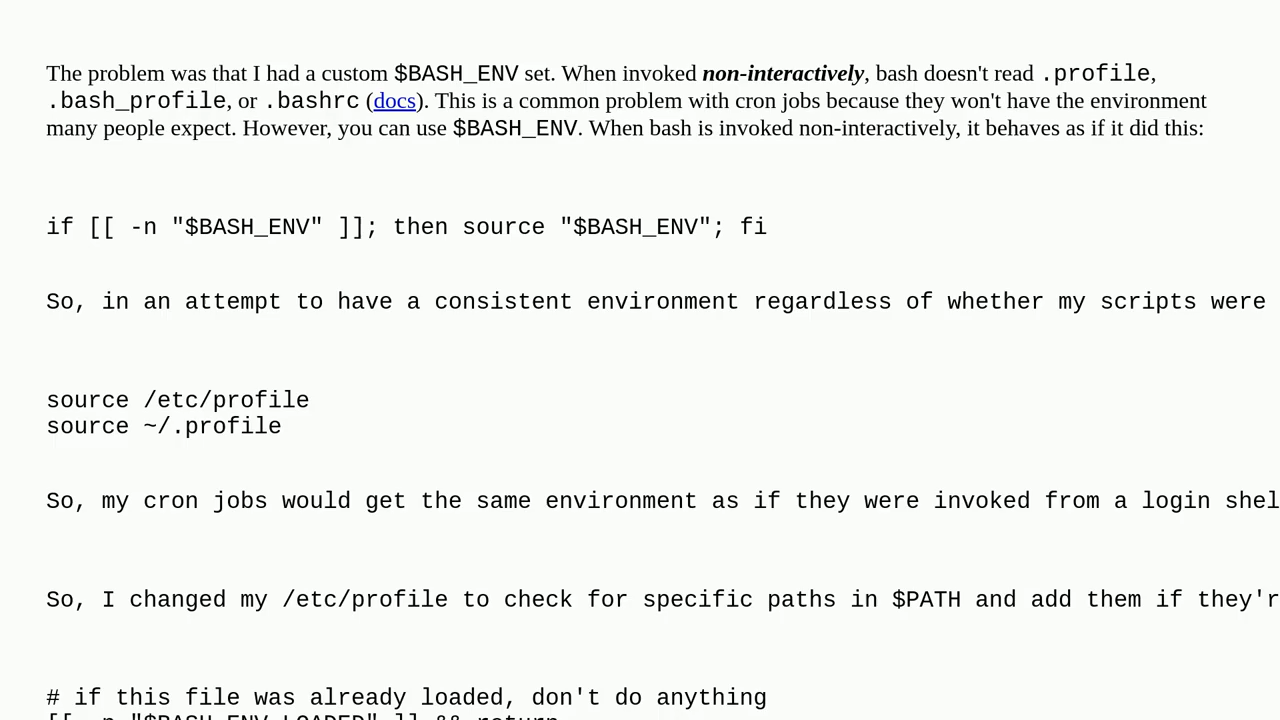 The problem was that I had a custom $BASH_ENV set. When invoked non-interactively, bash doesn't read .profile,
.bash_profile, or .bashrc (docs). This is a common problem with cron jobs because they won't have the environment
many people expect. However, you can use $BASH_ENV. When bash is invoked non-interactively, it behaves as if it did this:
if [[ -n "$BASH_ENV" ]]; then source "$BASH_ENV"; fi
So, in an attempt to have a consistent environment regardless of whether my scripts were
source /etc/profile
source ~/.profile
So, my cron jobs would get the same environment as if they were invoked from a login shel
So, I changed my /etc/profile to check for specific paths in $PATH and add them if they'r
# if this file was already loaded, don't do anything
[[ -n "$BASH_ENV_LOADED" ]] && return